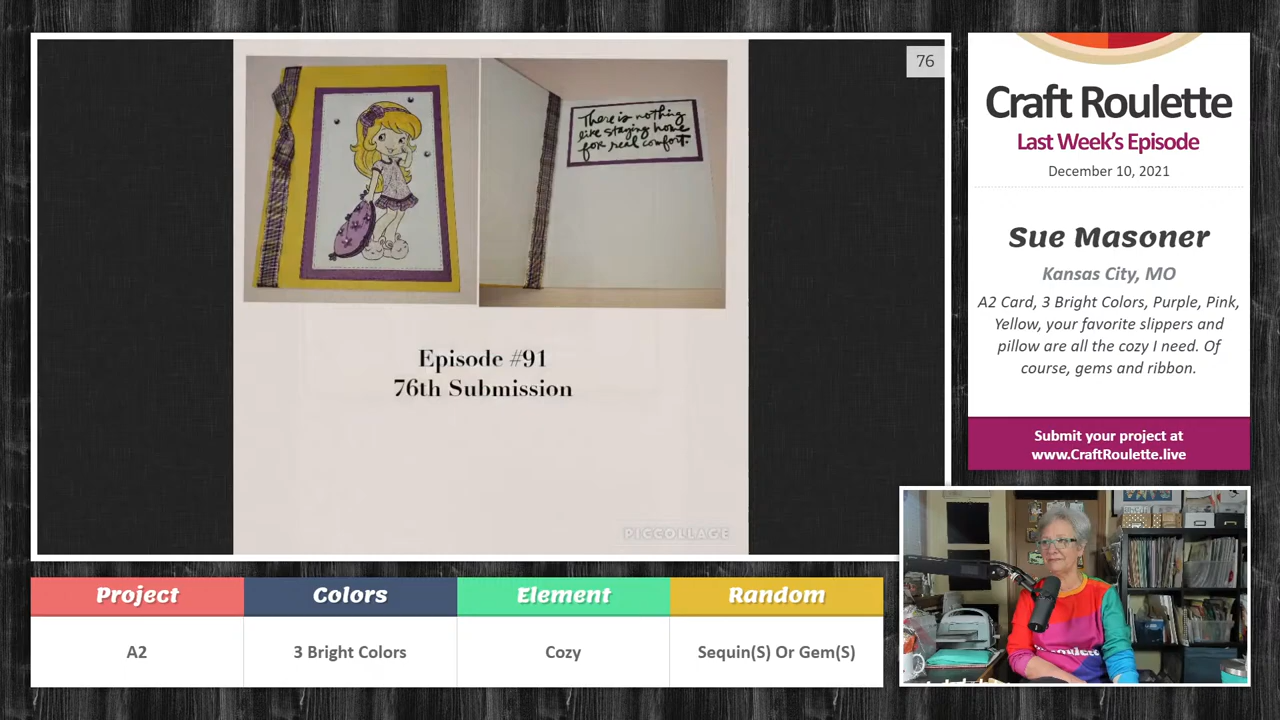 76
There is nothing
like staying home
for real comfort.
Episode #91
76th Submission
PICCOLLAGE
Craft Roulette
Last Week's Episode
December 10, 2021
Sue Masoner
Kansas City, MO
A2 Card, 3 Bright Colors, Purple, Pink,
Yellow, your favorite slippers and
pillow are all the cozy I need. Of
course, gems and ribbon.
Submit your project at
www.CraftRoulette.live
Project
Colors
Element
Random
A2
3 Bright Colors
Cozy
Sequin(S) Or Gem(S)